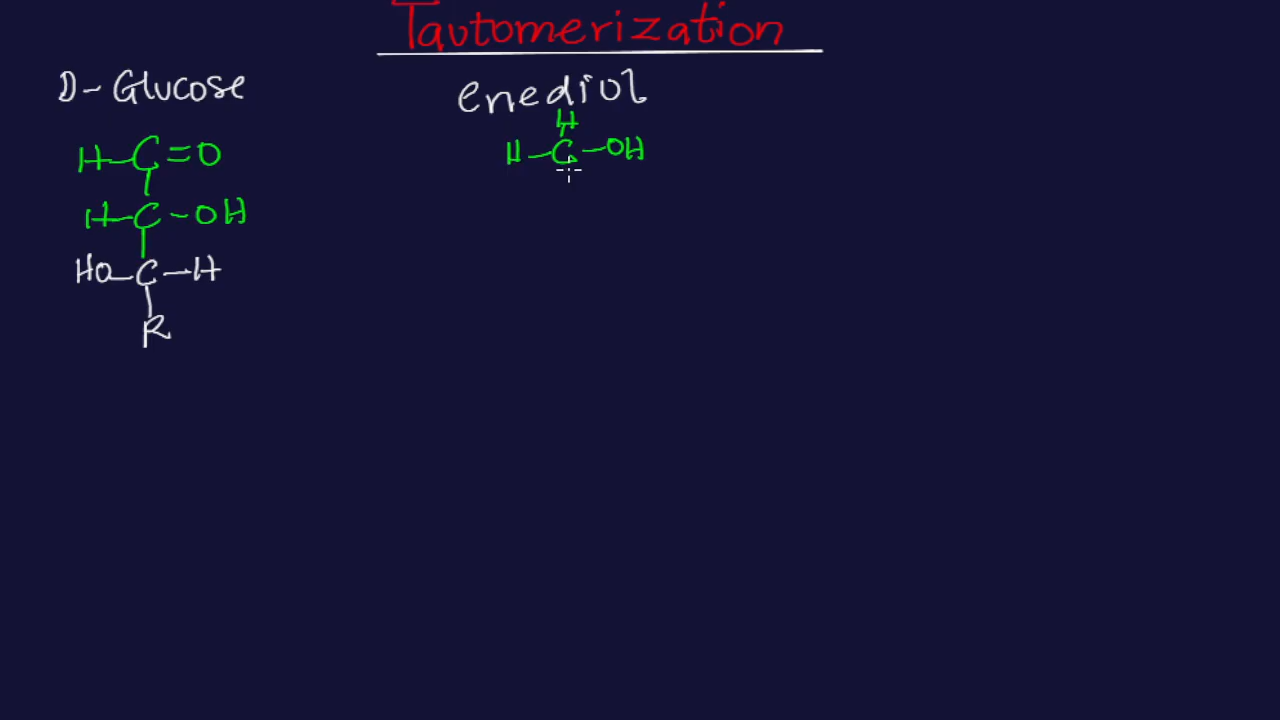 Tautomerization
D-Glucose
H-C=O
H-C-OH
HO-C-H
R
enediol
H
H-C-OH